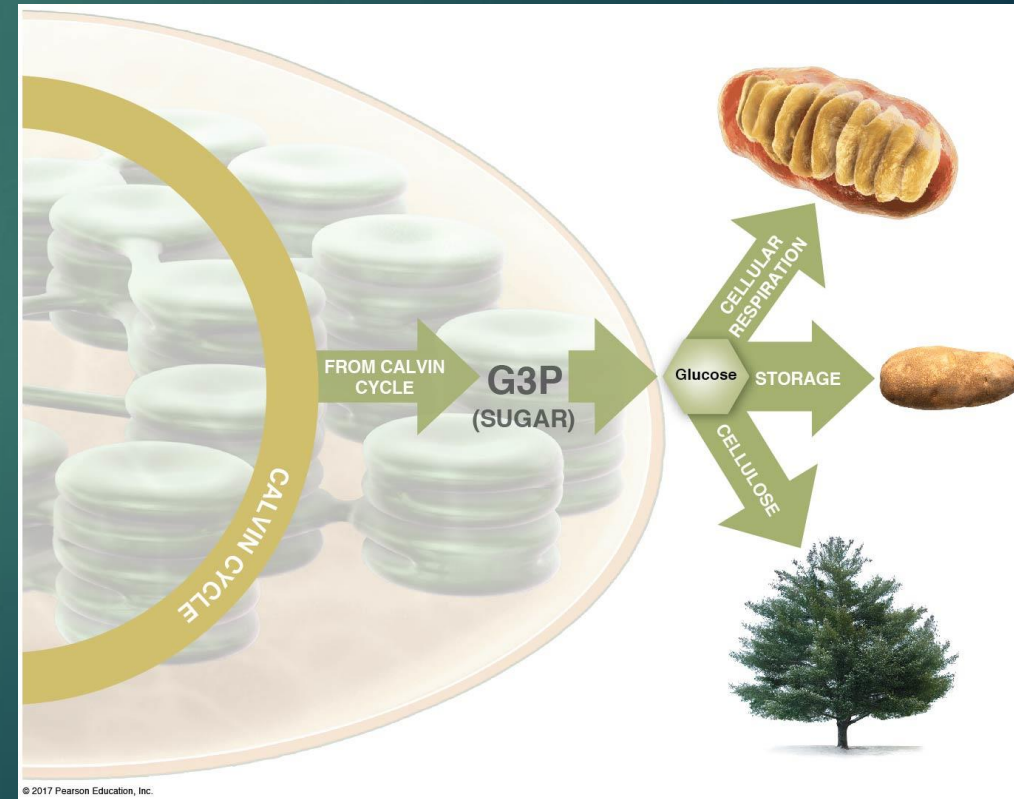 CALVIN CYCLE
FROM CALVIN
CYCLE
G3P
(SUGAR)
Glucose
CELLULAR
RESPIRATION
STORAGE
CELLULOSE
© 2017 Pearson Education, Inc.